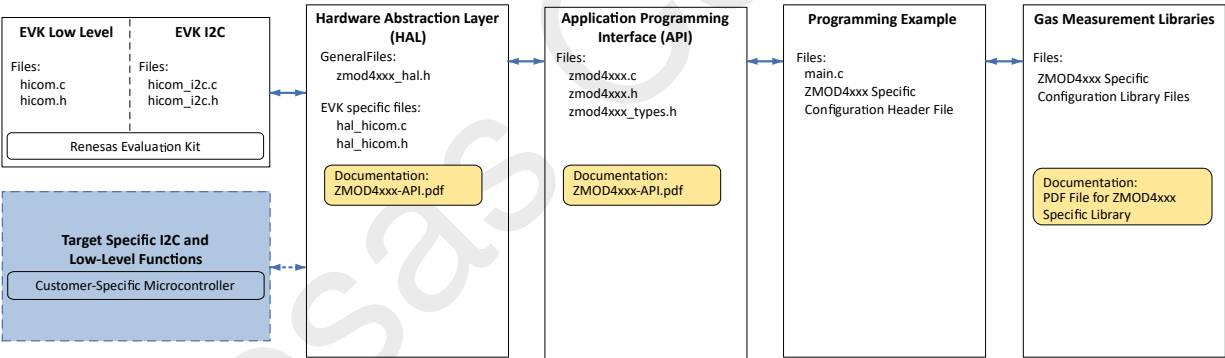 EVK Low Level
Files:
hicom.c
hicom.h
EVK I2C
Files:
hicom_i2c.c
hicom_i2c.h
Renesas Evaluation Kit
Target Specific I2C and
Low-Level Functions
Customer-Specific Microcontroller
Hardware Abstraction Layer
(HAL)
GeneralFiles:
zmod4xxx_hal.h
EVK specific files:
hal_hicom.c
hal_hicom.h
Documentation:
ZMOD4xxx-API.pdf
Application Programming
Interface (API)
Files:
zmod4xxx.c
zmod4xxx.h
zmod4xxx_types.h
Documentation:
ZMOD4xxx-API.pdf
Programming Example
Files:
main.c
ZMOD4xxx Specific
Configuration Header File
Gas Measurement Libraries
Files:
ZMOD4xxx Specific
Configuration Library Files
Documentation:
PDF File for ZMOD4xxx
Specific Library